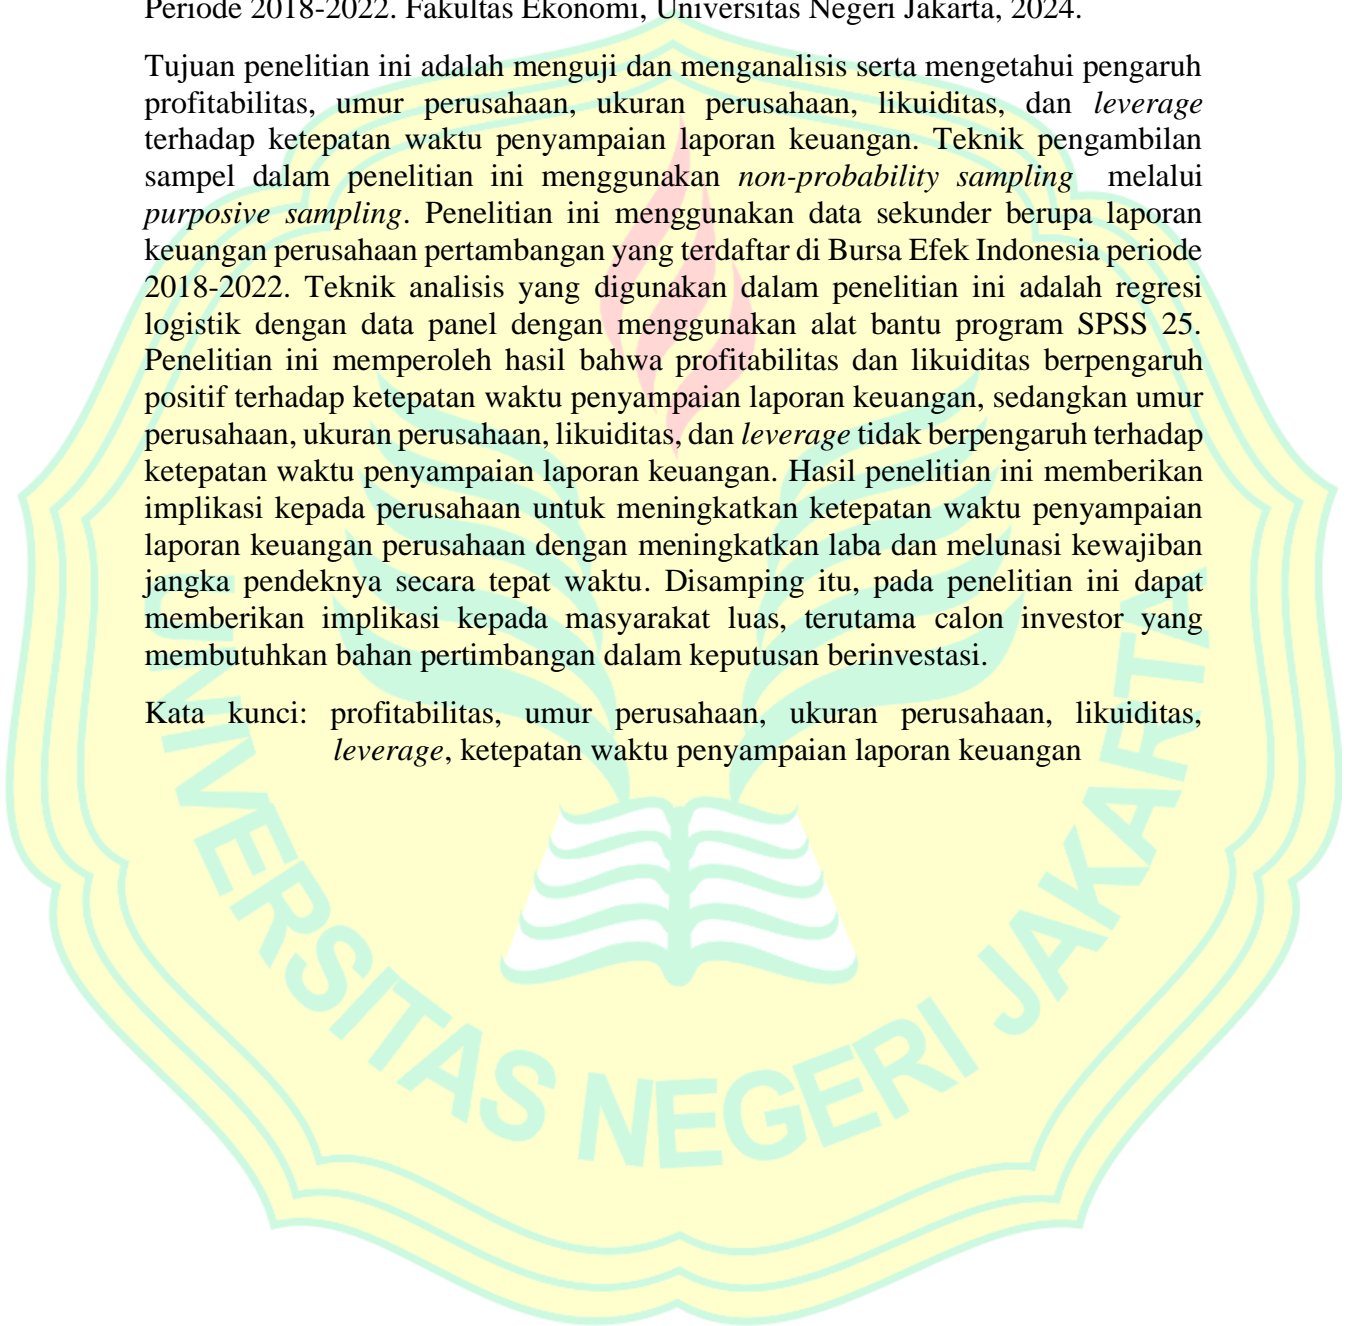 Periode 2018-2022. Fakultas Ekonomi, Universitas Negeri Jakarta, 2024.
Tujuan penelitian ini adalah menguji dan menganalisis serta mengetahui pengaruh
profitabilitas, umur perusahaan, ukuran perusahaan, likuiditas, dan leverage
terhadap ketepatan waktu penyampaian laporan keuangan. Teknik pengambilan
sampel dalam penelitian ini menggunakan non-probability sampling melalui
purposive sampling. Penelitian ini menggunakan data sekunder berupa laporan
keuangan perusahaan pertambangan yang terdaftar di Bursa Efek Indonesia periode
2018-2022. Teknik analisis yang digunakan dalam penelitian ini adalah regresi
logistik dengan data panel dengan menggunakan alat bantu program SPSS 25.
Penelitian ini memperoleh hasil bahwa profitabilitas dan likuiditas berpengaruh
positif terhadap ketepatan waktu penyampaian laporan keuangan, sedangkan umur
perusahaan, ukuran perusahaan, likuiditas, dan leverage tidak berpengaruh terhadap
ketepatan waktu penyampaian laporan keuangan. Hasil penelitian ini memberikan
implikasi kepada perusahaan untuk meningkatkan ketepatan waktu penyampaian
laporan keuangan perusahaan dengan meningkatkan laba dan melunasi kewajiban
jangka pendeknya secara tepat waktu. Disamping itu, pada penelitian ini dapat
memberikan implikasi kepada masyarakat luas, terutama calon investor yang
membutuhkan bahan pertimbangan dalam keputusan berinvestasi.
Kata kunci: profitabilitas, umur perusahaan, ukuran perusahaan, likuiditas,
leverage, ketepatan waktu penyampaian laporan keuangan
UNIVERSITAS NEGERI JAKARTA